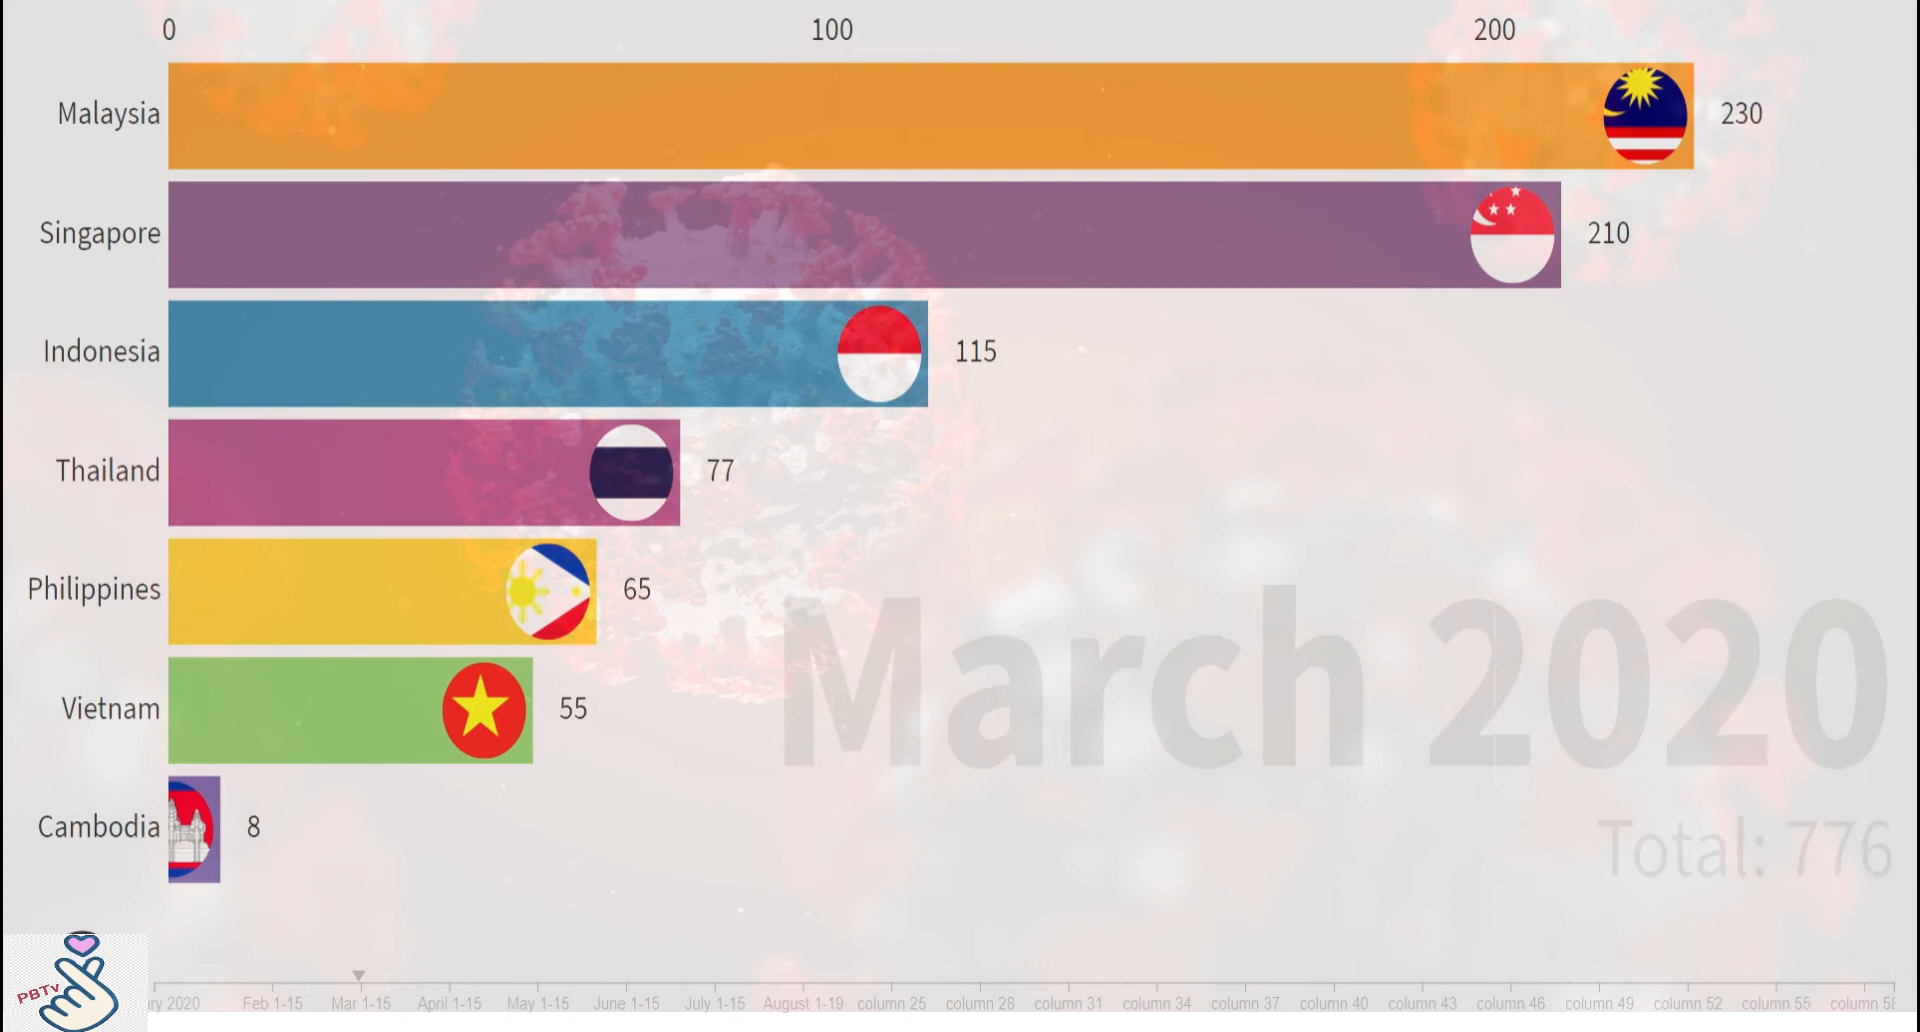 0 100 200
Malaysia 230
Singapore 210
Indonesia 115
Thailand 77
Philippines 65
Vietnam 55
Cambodia 8
March 2020
Total: 776
PBTv
2020 Feb 1-15 Mar 1-15 April 1-15 May 1-15 June 1-15 July 1-15 August 1-19 column 25 column 28 column 31 column 34 column 37 column 40 column 43 column 46 column 49 column 52 column 55 column